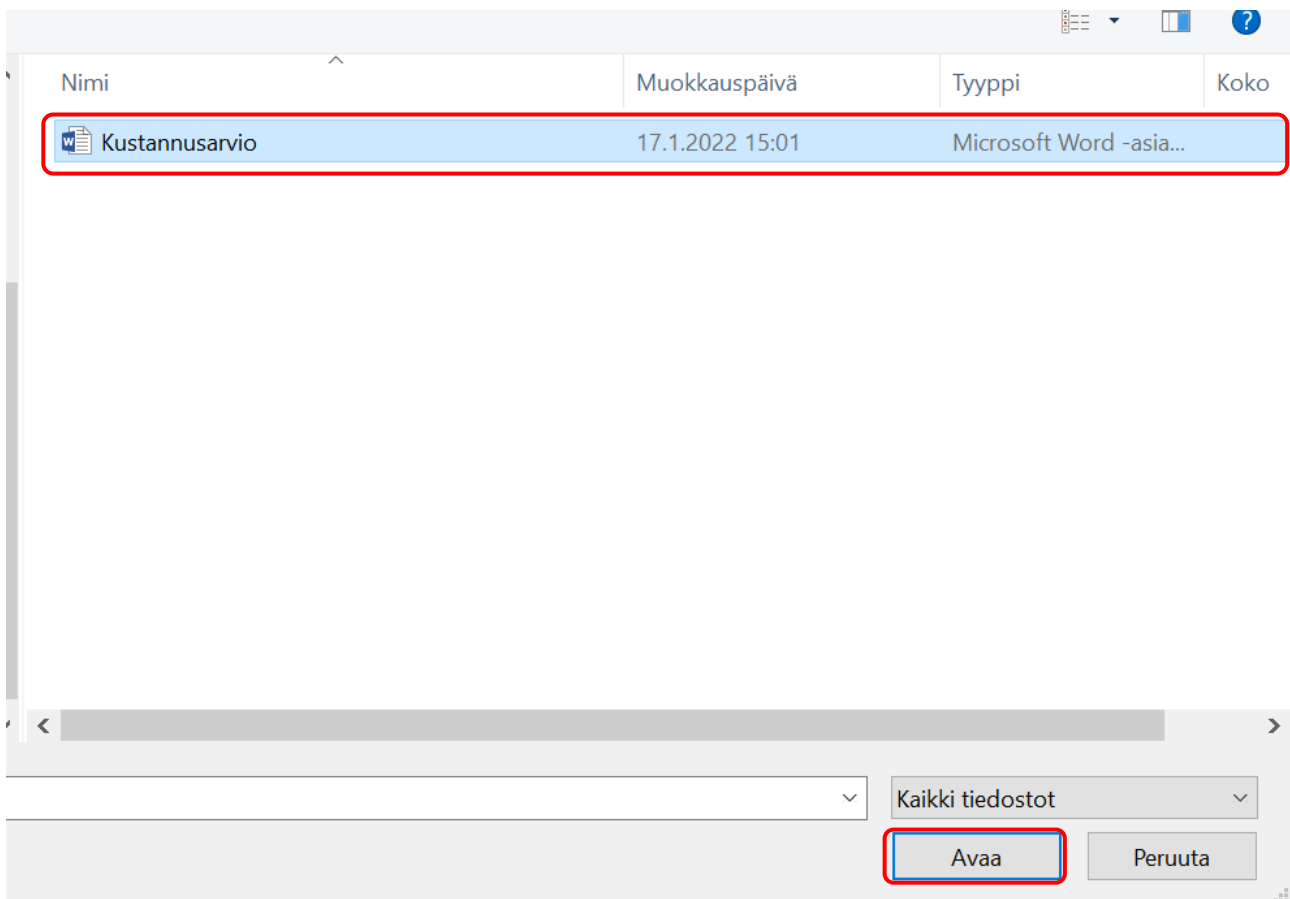 ?
Nimi Muokkauspäivä Tyyppi Koko
Kustannusarvio 17.1.2022 15:01 Microsoft Word -asia...
Kaikki tiedostot
Avaa Peruuta